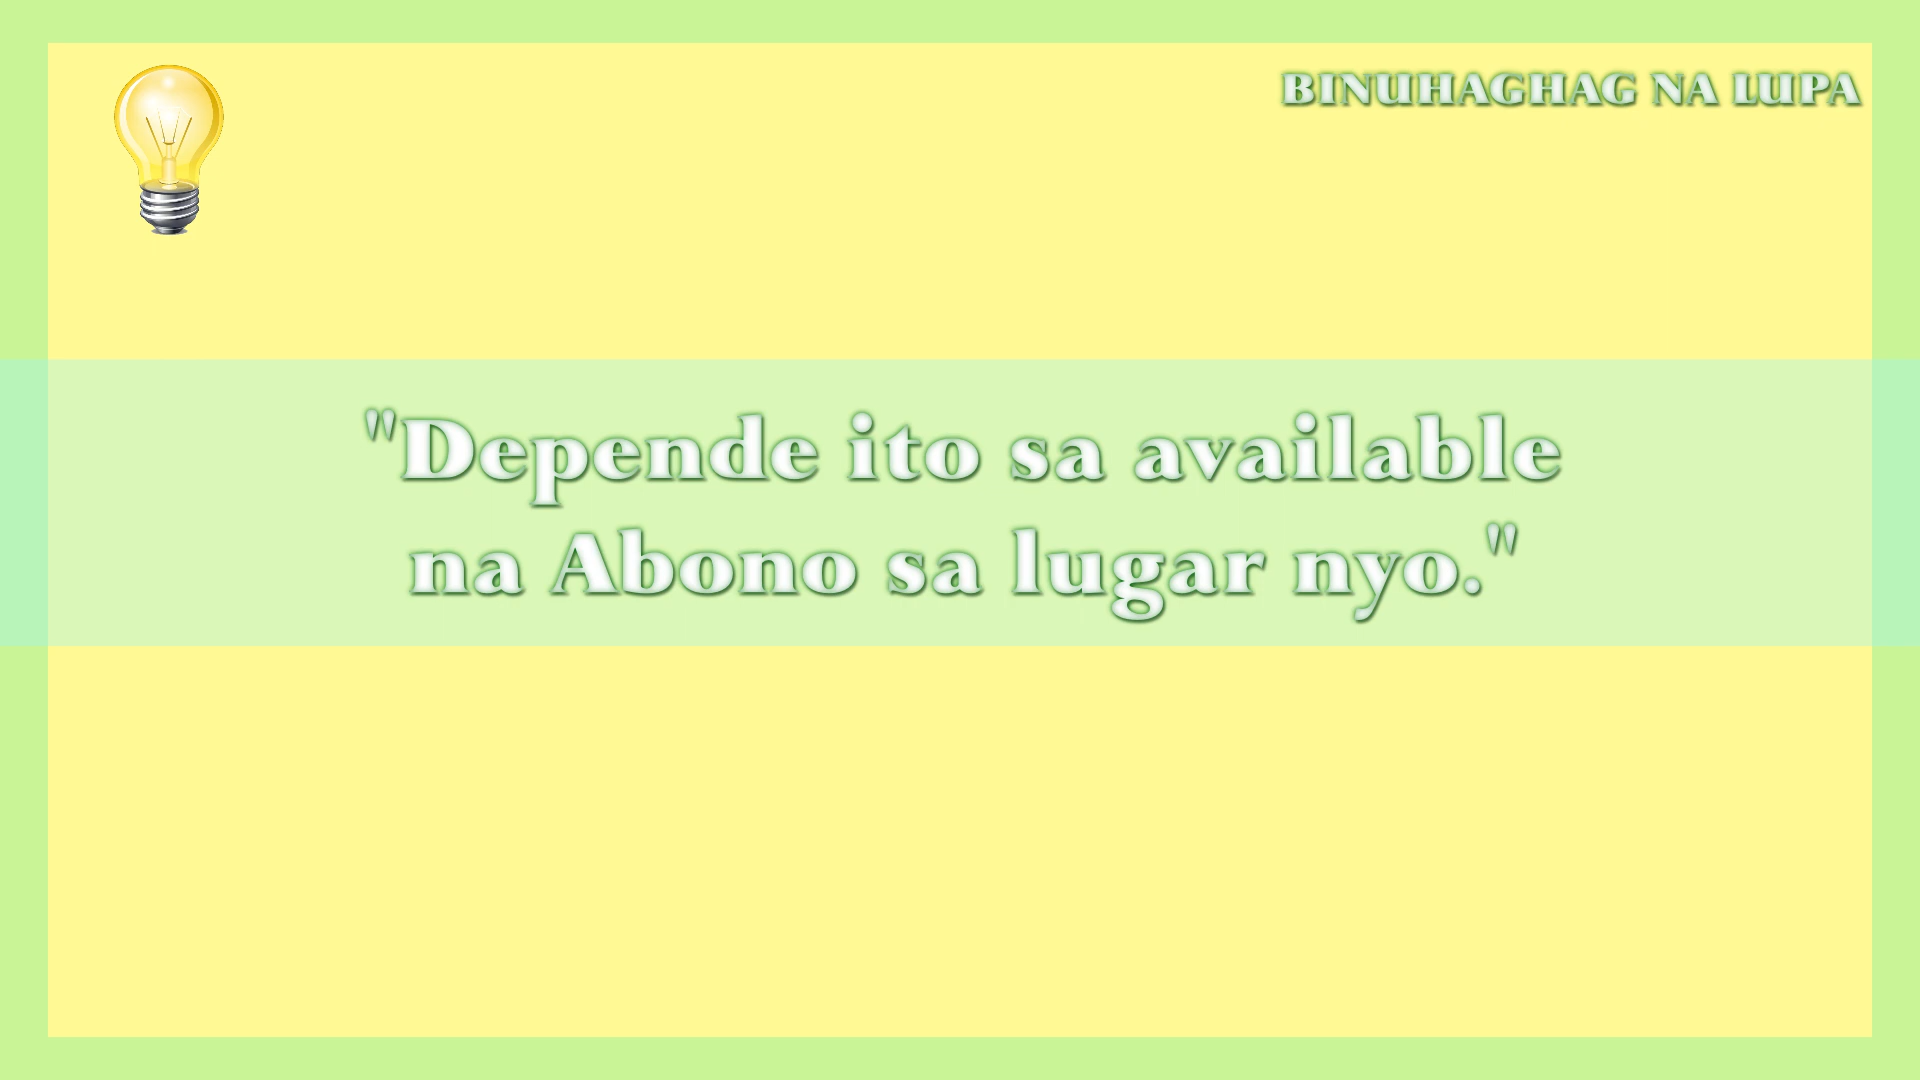 BINUHAGHAG NA LUPA
"Depende ito sa available
na Abono sa lugar nyo."